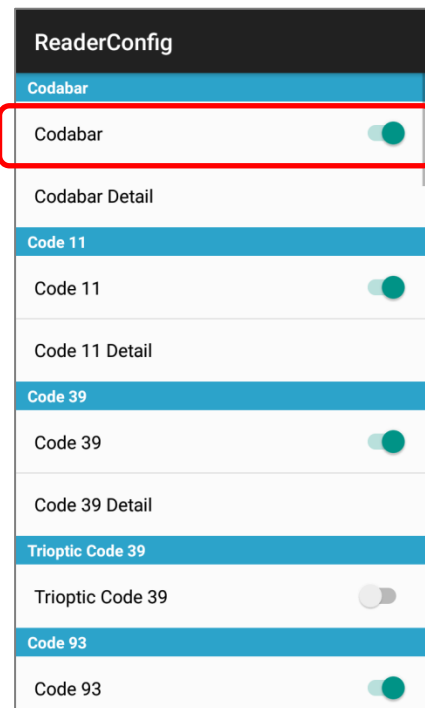 ReaderConfig
Codabar
Codabar
Codabar Detail
Code 11
Code 11
Code 11 Detail
Code 39
Code 39
Code 39 Detail
Trioptic Code 39
Trioptic Code 39
Code 93
Code 93